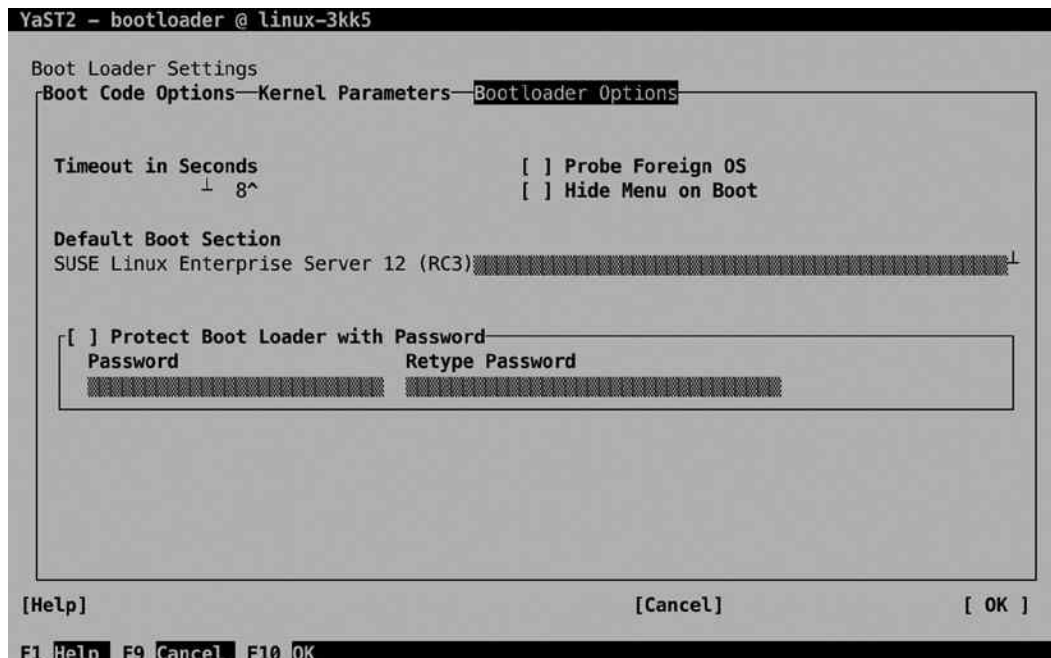 YaST2 – bootloader @ linux-3kk5
Boot Loader Settings
Boot Code Options Kernel Parameters Bootloader Options
Timeout in Seconds [ ] Probe Foreign OS
8^ [ ] Hide Menu on Boot
Default Boot Section
SUSE Linux Enterprise Server 12 (RC3)
[ ] Protect Boot Loader with Password
Password Retype Password
[Help] [Cancel] [ OK ]
F1 Help F9 Cancel F10 OK